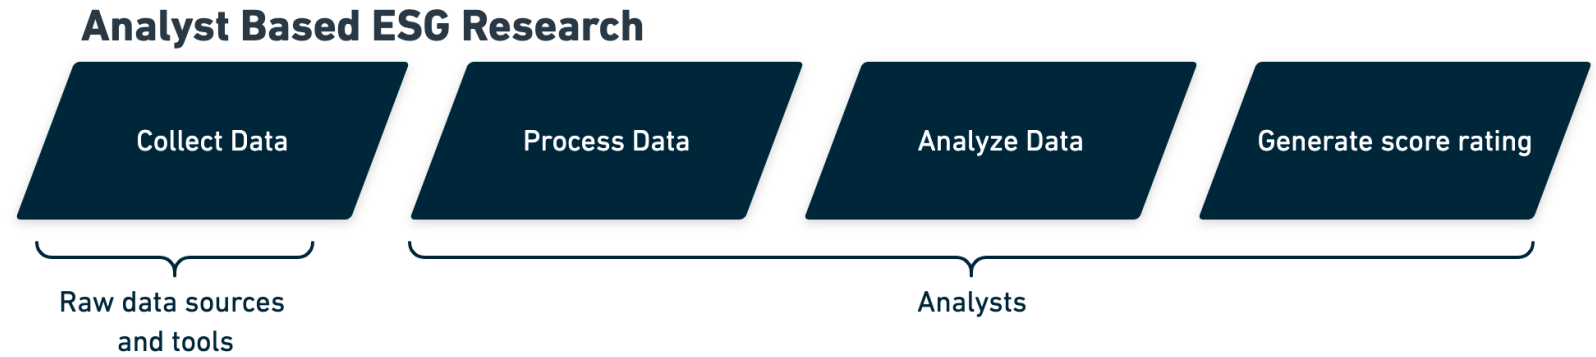 Analyst Based ESG Research
Collect Data
Process Data
Analyze Data
Generate score rating
Raw data sources
and tools
Analysts